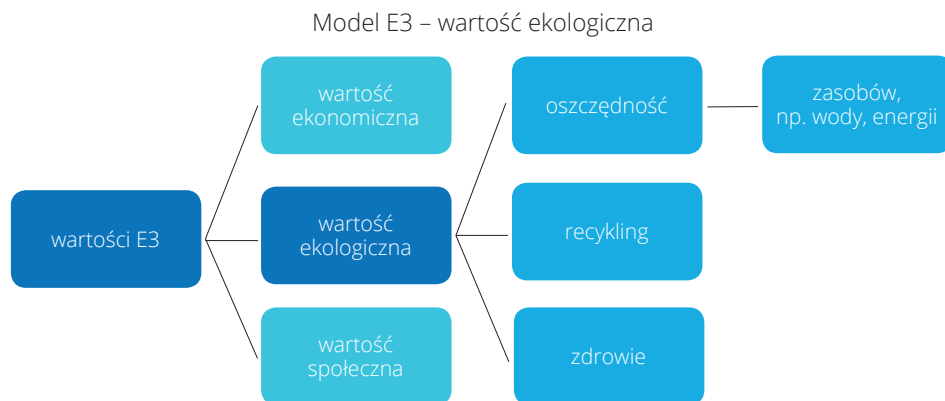 Model E3 – wartość ekologiczna
wartości E3
wartość
ekonomiczna
wartość
ekologiczna
wartość
społeczna
oszczędność
recykling
zdrowie
zasobów,
np. wody, energii